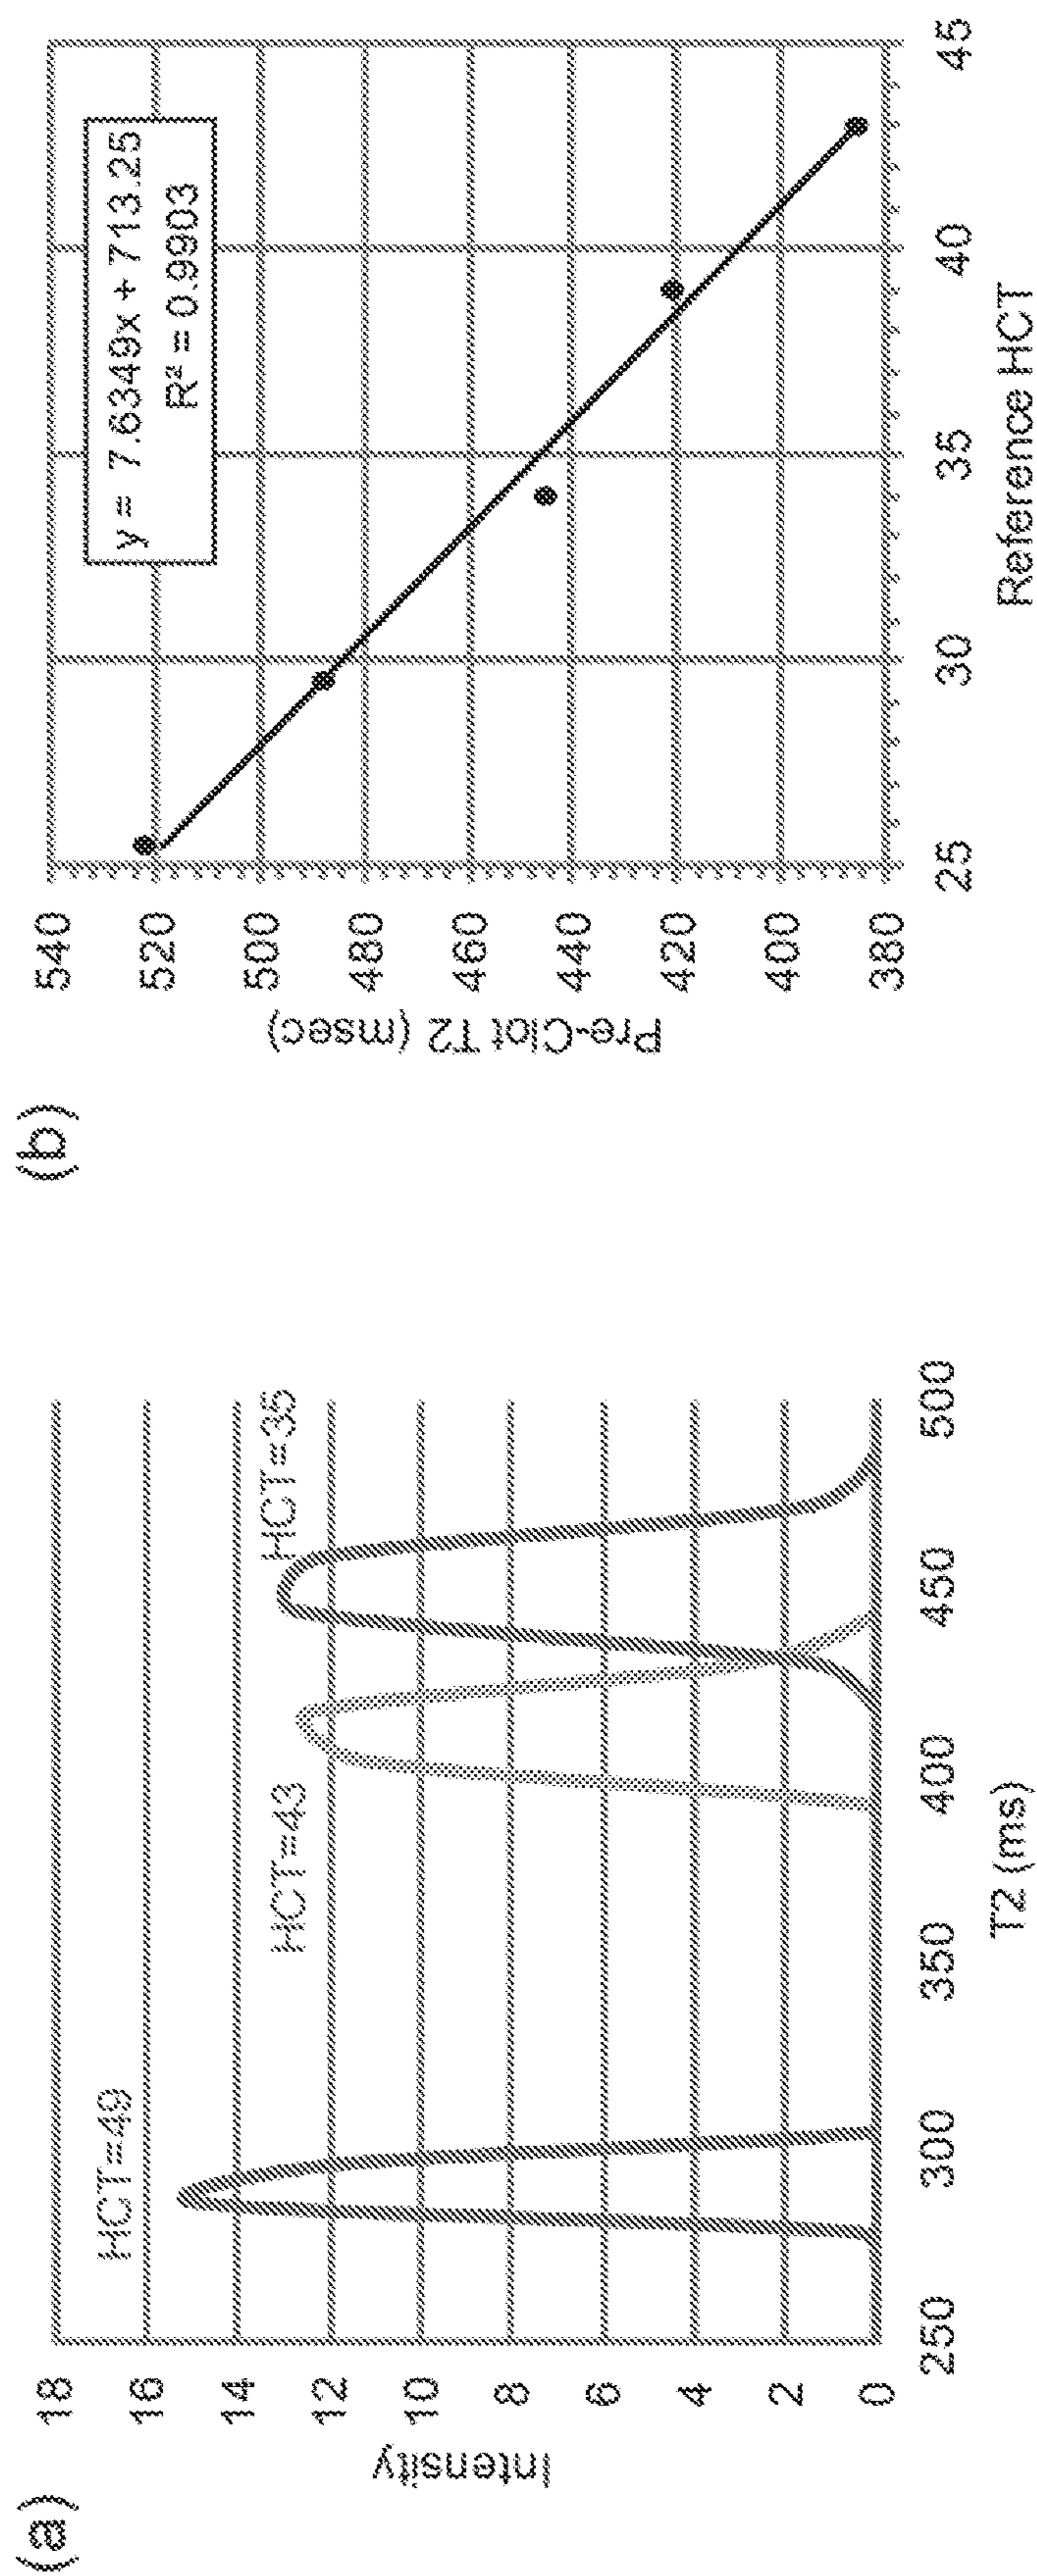 (a)
Intensity
18
16
14
12
10
8
6
4
2
0
HCT=49
HCT=43
HCT=35
250
300
350
400
450
500
T2 (ms)
(b)
Pre-Clot T2 (msec)
540
520
500
480
460
440
420
400
380
y = 7.6349x + 713.25
R² = 0.9903
25
30
35
40
45
Reference HCT